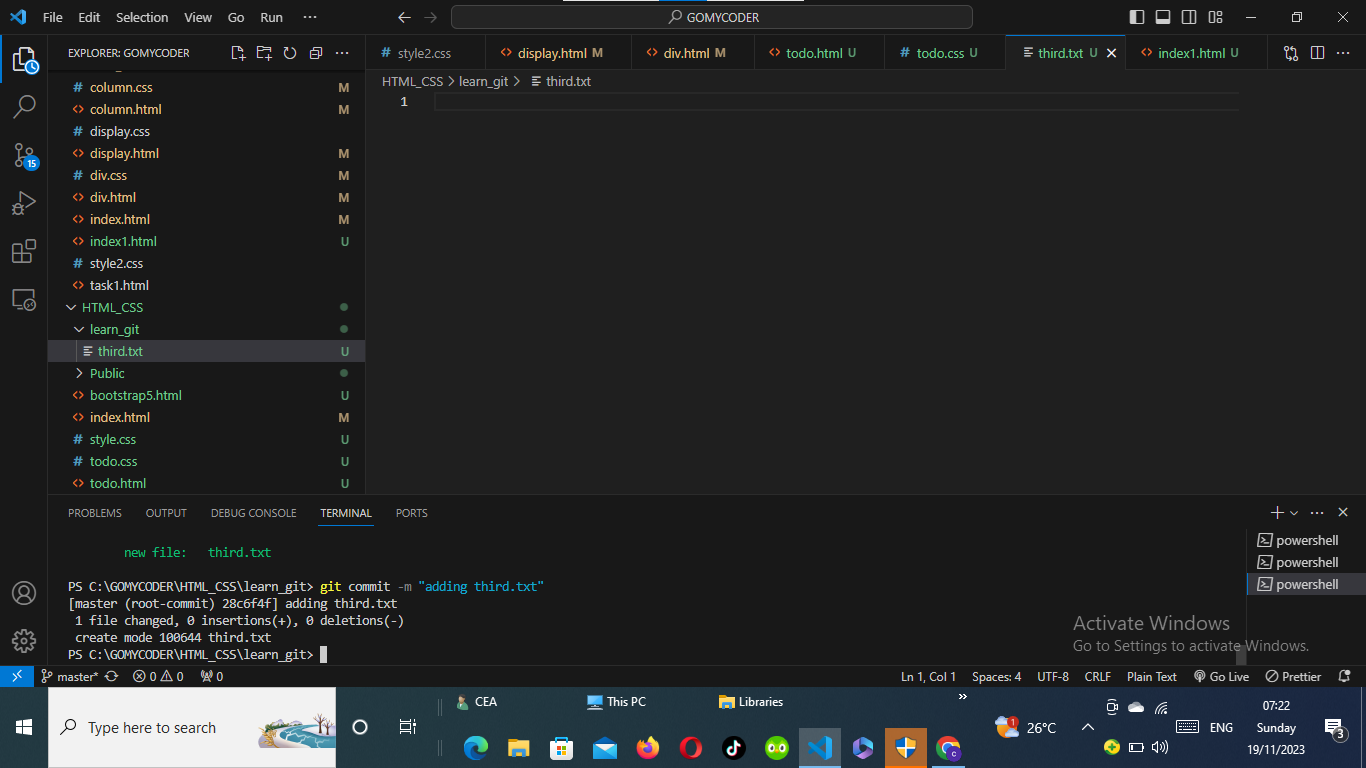 File Edit Selection View Go Run ··· GOMYCODER
EXPLORER: GOMYCODER
style2.css display.html M div.html M todo.html U todo.css U third.txt U index1.html U
HTML_CSS > learn_git > third.txt
1
column.css M
column.html M
display.css
display.html M
div.css M
div.html M
index.html M
index1.html U
style2.css
task1.html
HTML_CSS
learn_git
third.txt U
Public
bootstrap5.html U
index.html M
style.css U
todo.css U
todo.html U
15
PROBLEMS OUTPUT DEBUG CONSOLE TERMINAL PORTS
new file: third.txt
PS C:\GOMYCODER\HTML_CSS\learn_git> git commit -m "adding third.txt"
[master (root-commit) 28c6f4f] adding third.txt
1 file changed, 0 insertions(+), 0 deletions(-)
create mode 100644 third.txt
PS C:\GOMYCODER\HTML_CSS\learn_git>
powershell
powershell
powershell
Activate Windows
Go to Settings to activate Windows.
master* 0 0 0 Ln 1, Col 1 Spaces: 4 UTF-8 CRLF Plain Text Go Live Prettier
Type here to search
CEA This PC Libraries
1 26°C ENG
07:22
Sunday
19/11/2023
3